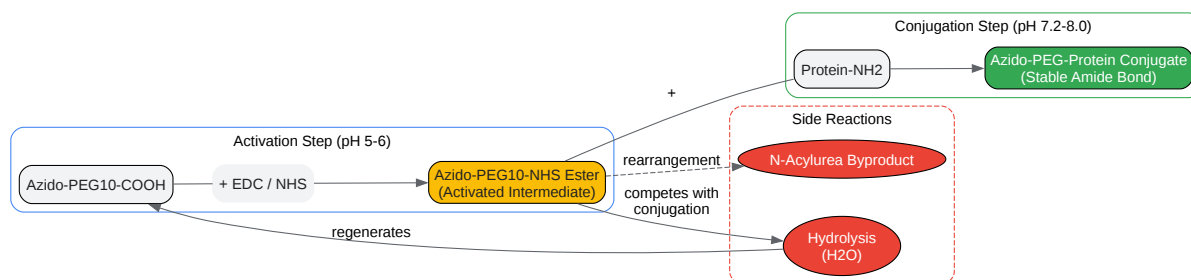 Conjugation Step (pH 7.2-8.0)
Protein-NH2
Azido-PEG-Protein Conjugate
(Stable Amide Bond)
+
Side Reactions
Activation Step (pH 5-6)
rearrangement
N-Acylurea Byproduct
Azido-PEG10-COOH
+ EDC / NHS
Azido-PEG10-NHS Ester
(Activated Intermediate)
competes with
conjugation
regenerates
Hydrolysis
(H2O)